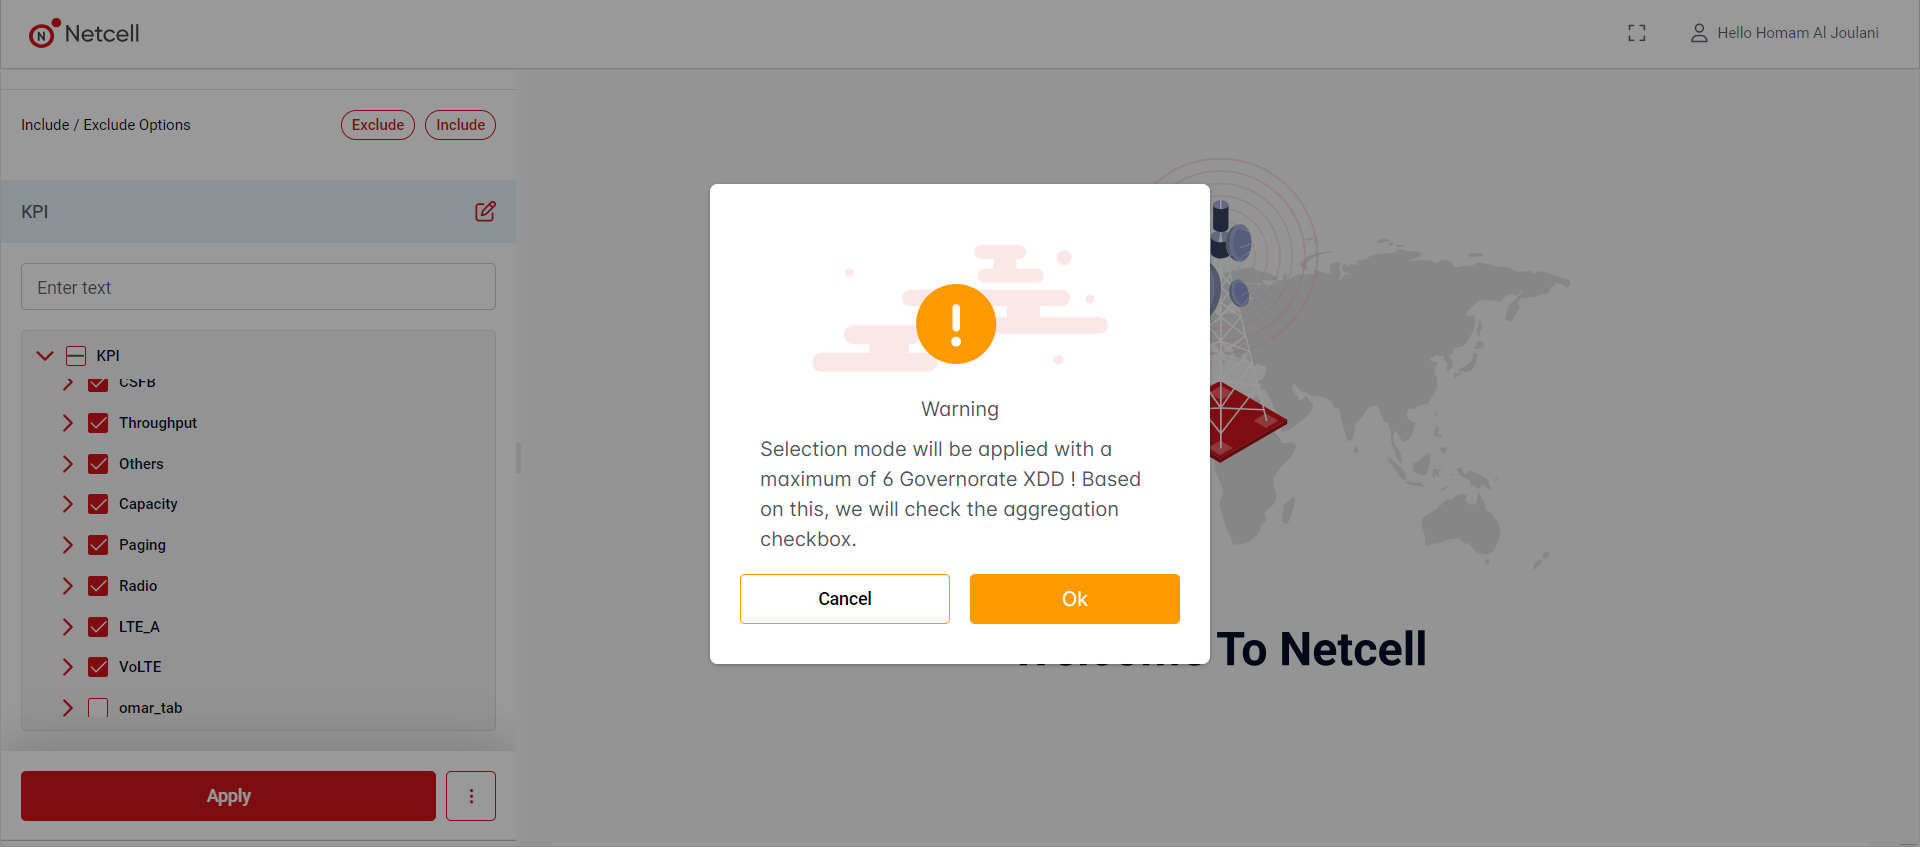 N Netcell
Hello Homam Al Joulani
Include / Exclude Options
Exclude
Include
KPI
Enter text
KPI
CSFB
Throughput
Others
Capacity
Paging
Radio
LTE_A
VoLTE
omar_tab
Apply
Warning
Selection mode will be applied with a
maximum of 6 Governorate XDD ! Based
on this, we will check the aggregation
checkbox.
Cancel
Ok
Welcome To Netcell